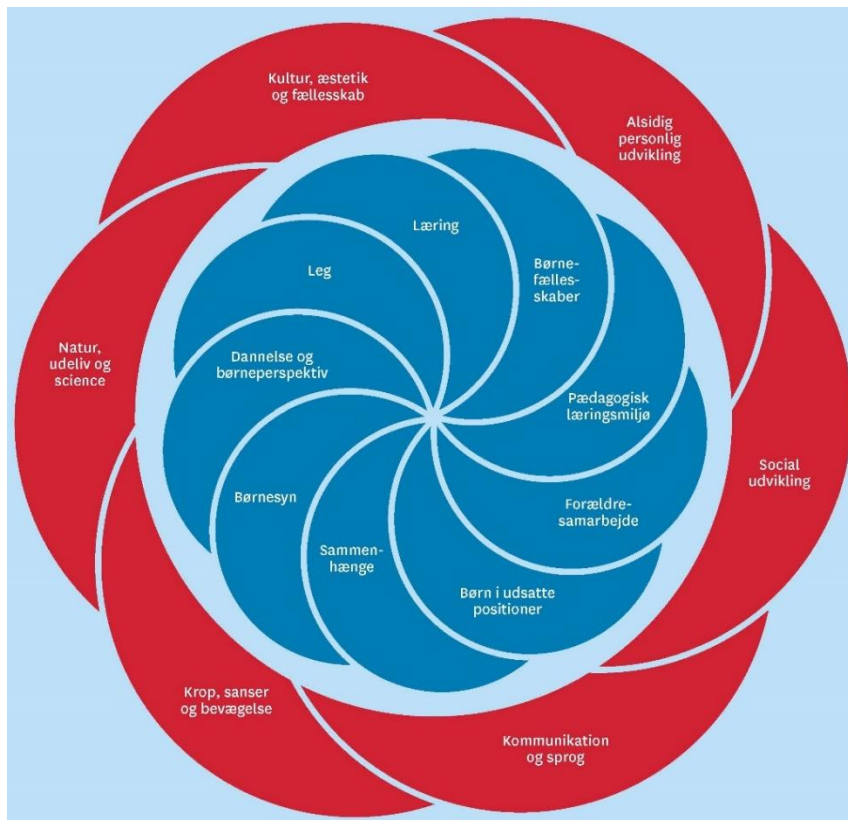 Kultur, æstetik
og fællesskab
Alsidig
personlig
udvikling
Social
udvikling
Kommunikation
og sprog
Krop, sanser
og bevægelse
Natur,
udeliv og
science
Læring
Børne-
fælles-
skaber
Pædagogisk
læringsmiljø
Forældre-
samarbejde
Børn i udsatte
positioner
Sammen-
hænge
Børnesyn
Dannelse og
børneperspektiv
Leg